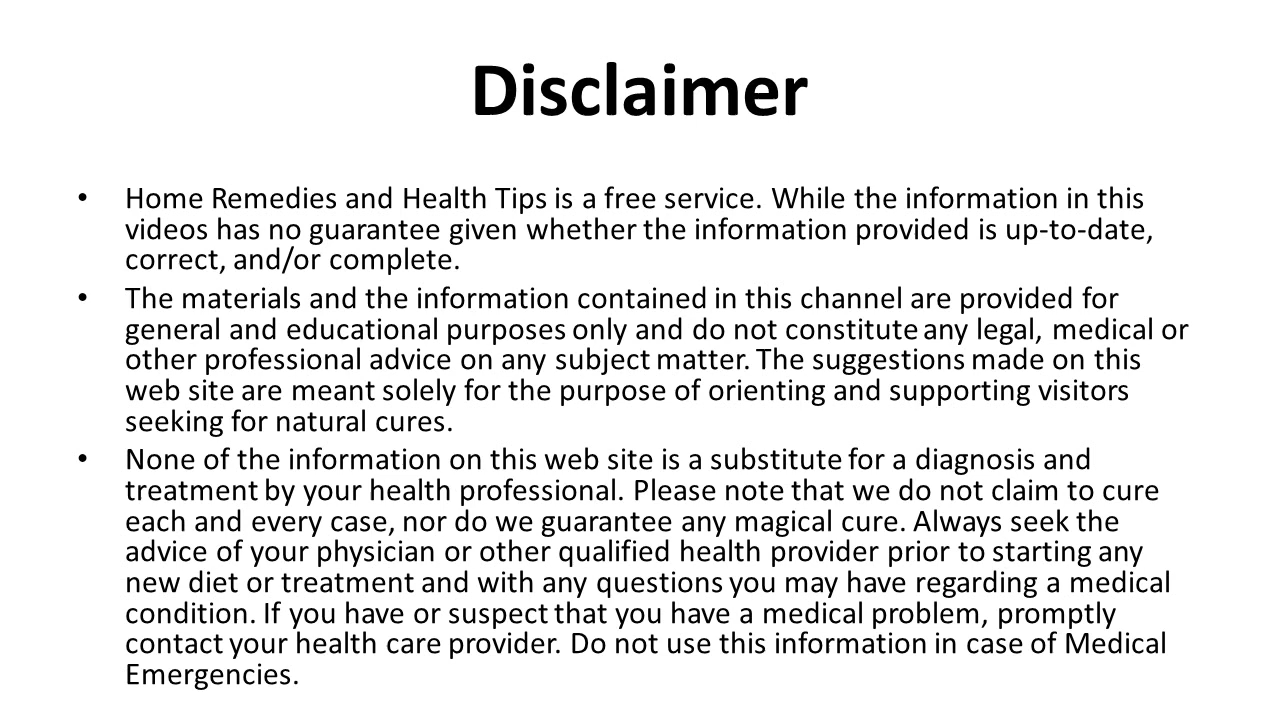 Disclaimer
• Home Remedies and Health Tips is a free service. While the information in this
videos has no guarantee given whether the information provided is up-to-date,
correct, and/or complete.
• The materials and the information contained in this channel are provided for
general and educational purposes only and do not constitute any legal, medical or
other professional advice on any subject matter. The suggestions made on this
web site are meant solely for the purpose of orienting and supporting visitors
seeking for natural cures.
• None of the information on this web site is a substitute for a diagnosis and
treatment by your health professional. Please note that we do not claim to cure
each and every case, nor do we guarantee any magical cure. Always seek the
advice of your physician or other qualified health provider prior to starting any
new diet or treatment and with any questions you may have regarding a medical
condition. If you have or suspect that you have a medical problem, promptly
contact your health care provider. Do not use this information in case of Medical
Emergencies.